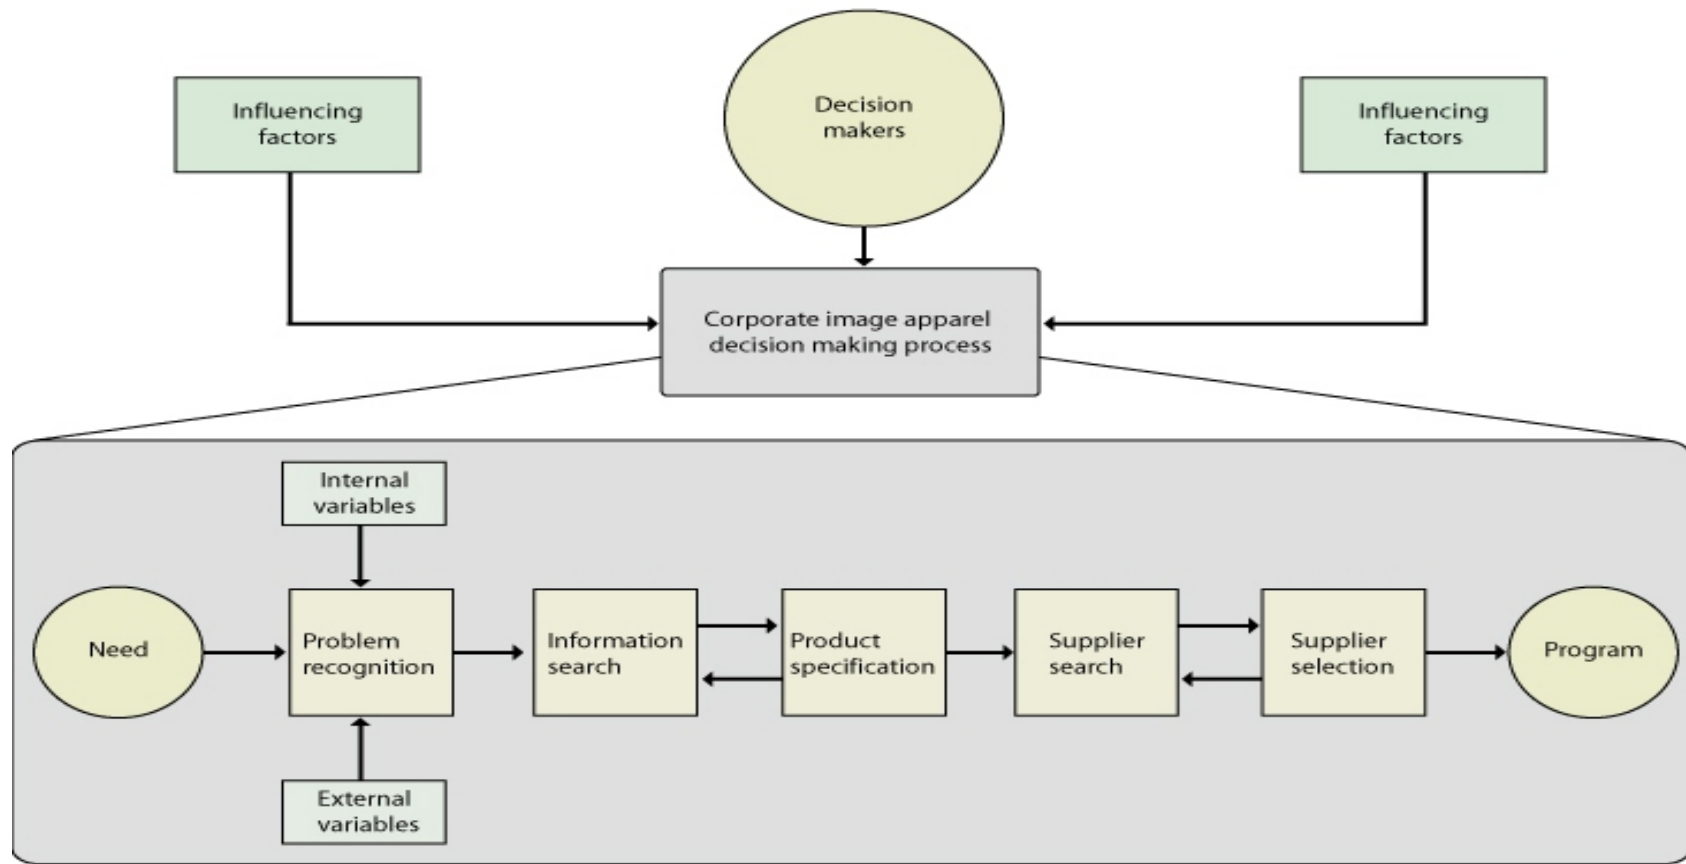 Influencing
factors
Decision
makers
Influencing
factors
Corporate image apparel
decision making process
Internal
variables
Need
Problem
recognition
Information
search
Product
specification
Supplier
search
Supplier
selection
Program
External
variables